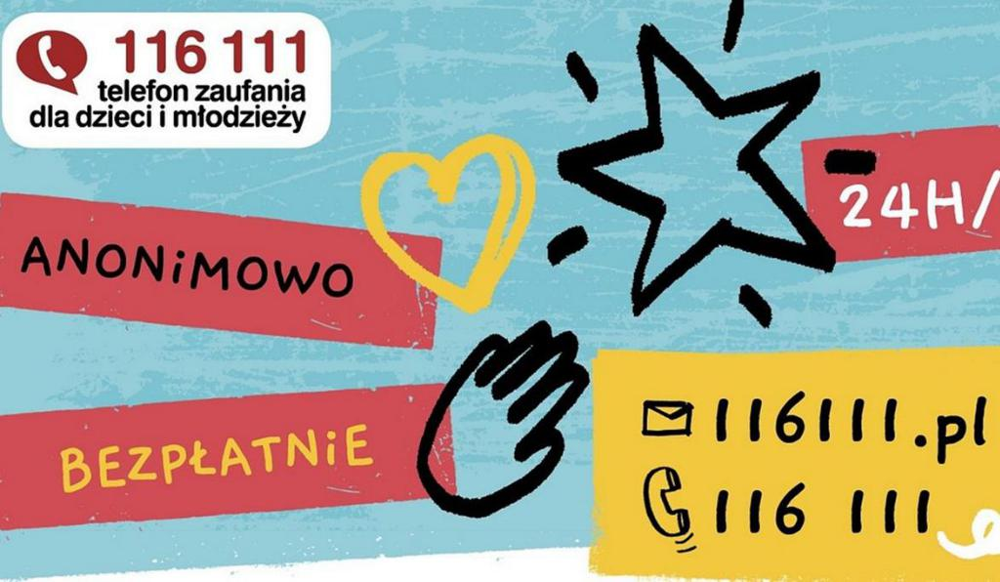 116 111
telefon zaufania
dla dzieci i młodzieży
24H/
ANONiMOWO
BEZPŁATNiE
116111.pl
116 111